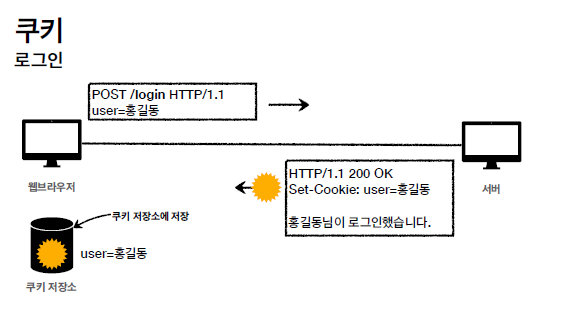 쿠키
로그인
POST /login HTTP/1.1
user=홍길동
웹브라우저
서버
HTTP/1.1 200 OK
Set-Cookie: user=홍길동
홍길동님이 로그인했습니다.
쿠키 저장소에 저장
user=홍길동
쿠키 저장소